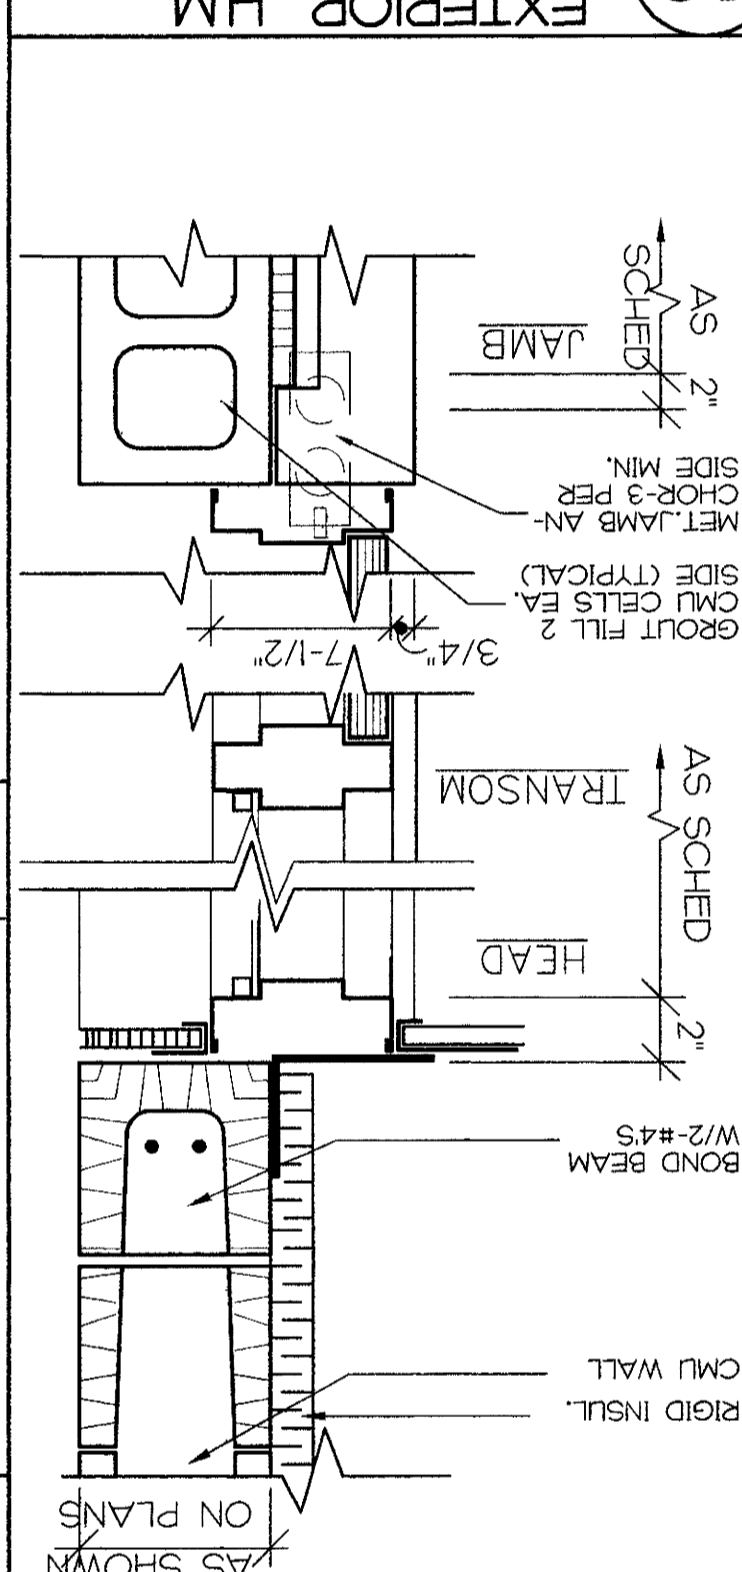 AS SHOWN
ON PLANS
RIGID INSUL.
CMU WALL
BOND BEAM
W/2-#4'S
2"
HEAD
AS SCHED
TRANSOM
3/4"
7-1/2"
GROUT FILL 2
CMU CELLS EA.
SIDE (TYPICAL)
MET.JAMB AN-
CHOR-3 PER
SIDE MIN.
2"
JAMB
AS
SCHED
EXTERIOR HM